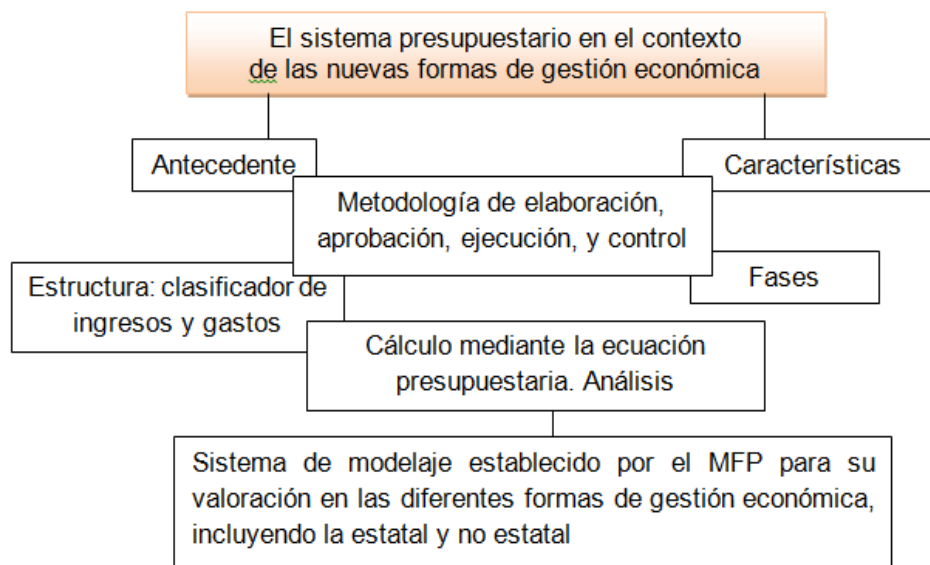 El sistema presupuestario en el contexto
de las nuevas formas de gestión económica
Antecedente
Características
Metodología de elaboración,
aprobación, ejecución, y control
Estructura: clasificador de
ingresos y gastos
Fases
Cálculo mediante la ecuación
presupuestaria. Análisis
Sistema de modelaje establecido por el MFP para su
valoración en las diferentes formas de gestión económica,
incluyendo la estatal y no estatal